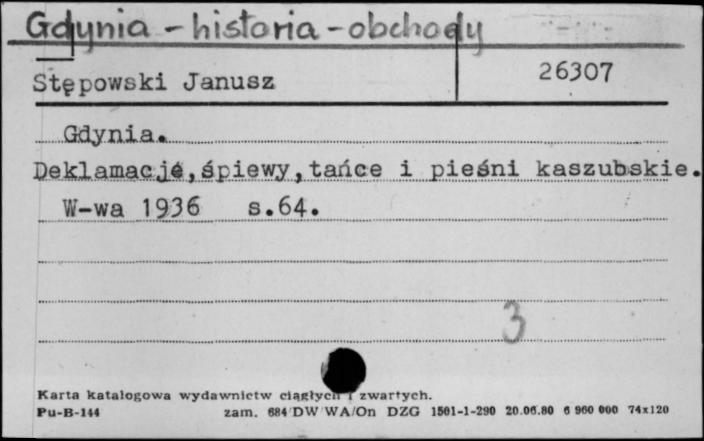 Gdynia - historia - obchody
Stępowski Janusz
26307
Gdynia.
Deklamacje, śpiewy, tańce i pieśni kaszubskie.
W-wa 1936 s.64.
3
Karta katalogowa wydawnictw ciągłych i zwartych.
Pu-B-144 zam. 684 DW WA/On DZG 1501-1-290 20.06.80 6 960 000 74x120